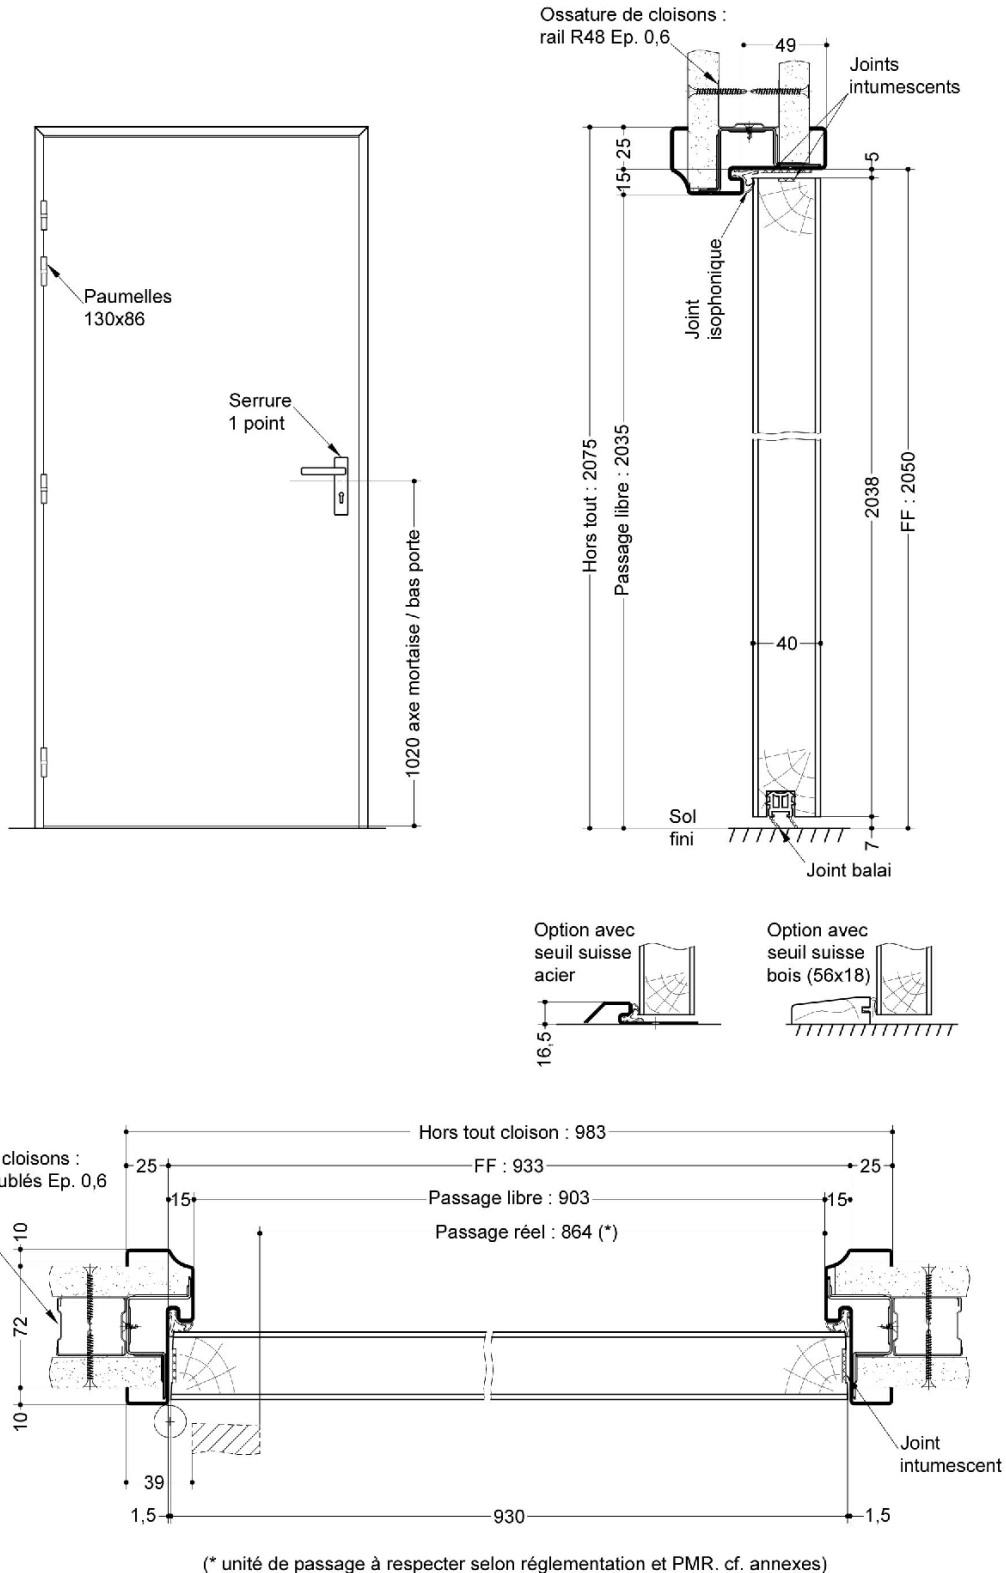 Ossature de cloisons :
rail R48 Ep. 0,6
49
Joints
intumescents
25
15
5
Paumelles
130x86
Joint
isophonique
Serrure
1 point
Hors tout : 2075
Passage libre : 2035
2038
FF : 2050
1020 axe mortaise / bas porte
40
Sol
fini
7
Joint balai
Option avec
seuil suisse
acier
16,5
Option avec
seuil suisse
bois (56x18)
Hors tout cloison : 983
cloisons :
ublés Ep. 0,6
25
FF : 933
25
15
Passage libre : 903
15
Passage réel : 864 (*)
10
72
10
39
Joint
intumescent
1,5
930
1,5
(* unité de passage à respecter selon réglementation et PMR. cf. annexes)